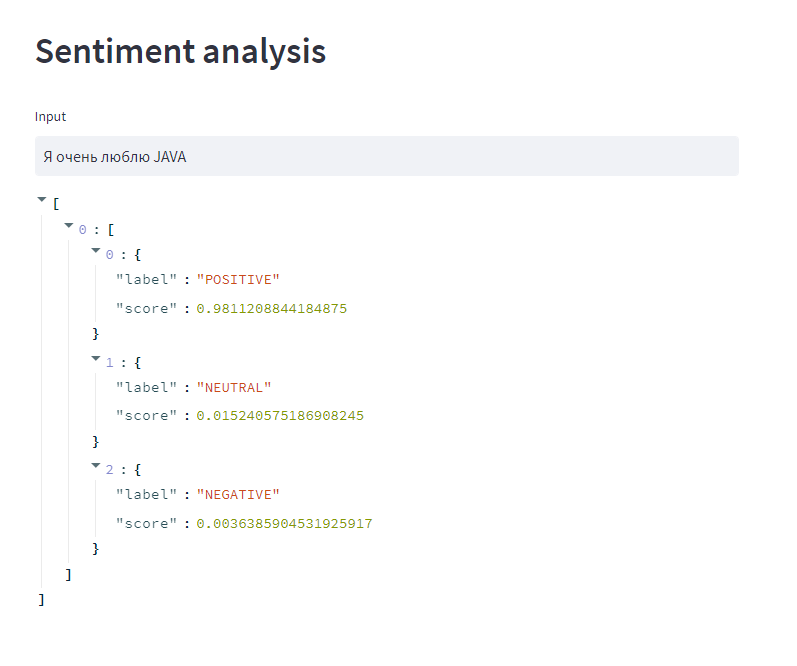 Sentiment analysis
Input
Я очень люблю JAVA
[
0 : [
0 : {
"label" : "POSITIVE"
"score" : 0.9811208844184875
}
1 : {
"label" : "NEUTRAL"
"score" : 0.015240575186908245
}
2 : {
"label" : "NEGATIVE"
"score" : 0.0036385904531925917
}
]
]